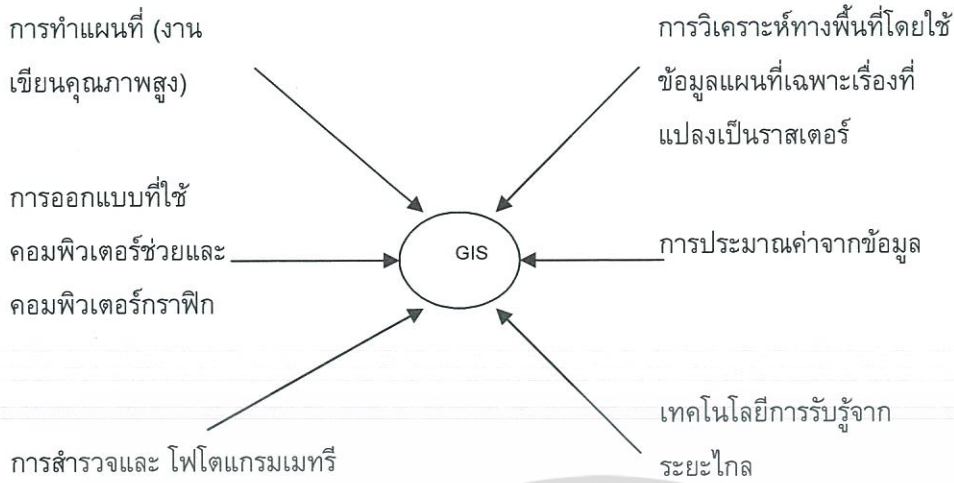 การทำแผนที่ (งาน
เขียนคุณภาพสูง)
การวิเคราะห์ทางพื้นที่โดยใช้
ข้อมูลแผนที่เฉพาะเรื่องที่
แปลงเป็นราสเตอร์
การออกแบบที่ใช้
คอมพิวเตอร์ช่วยและ
คอมพิวเตอร์กราฟิก
GIS
การประมาณค่าจากข้อมูล
การสำรวจและ โฟโตแกรมเมทรี
เทคโนโลยีการรับรู้จาก
ระยะไกล